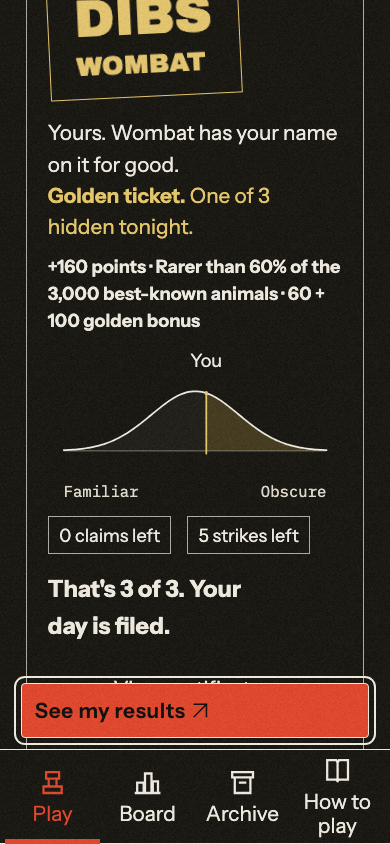 DIBS
WOMBAT
Yours. Wombat has your name
on it for good.
Golden ticket. One of 3
hidden tonight.
+160 points · Rarer than 60% of the
3,000 best-known animals · 60 +
100 golden bonus
You
Familiar
Obscure
0 claims left
5 strikes left
That's 3 of 3. Your
day is filed.
See my results ↗
Play
Board
Archive
How to
play